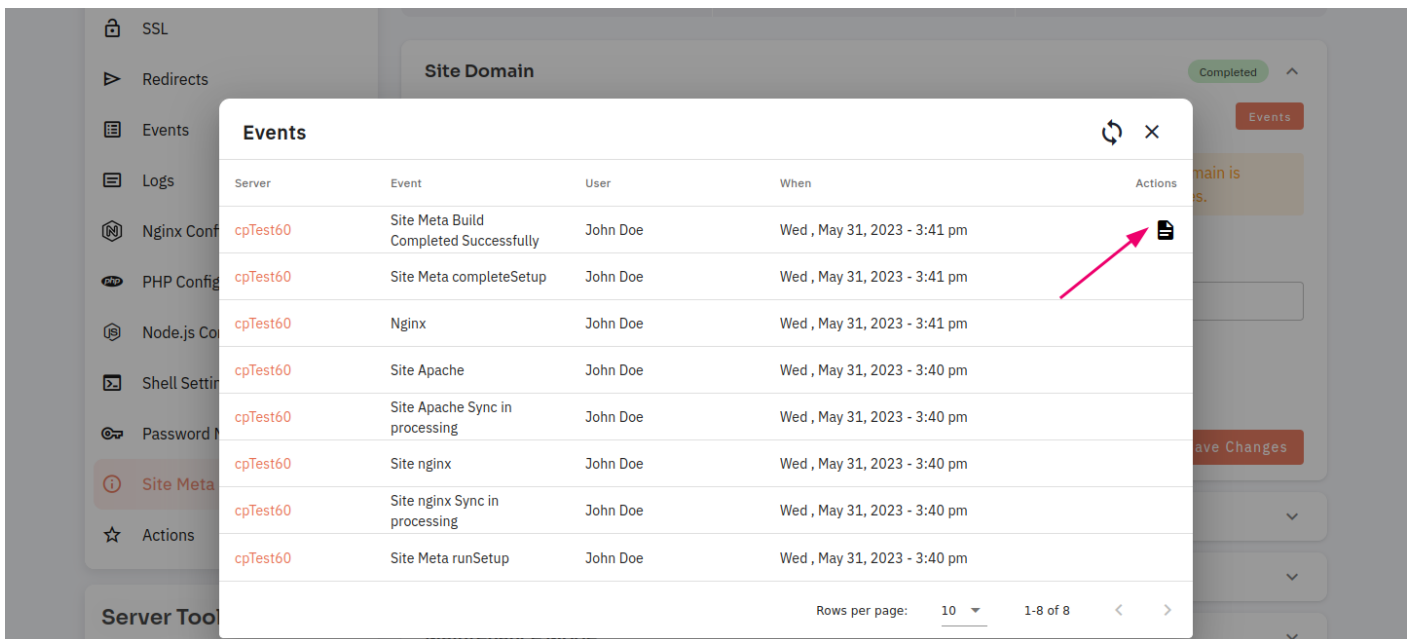 SSL
Redirects
Events
Logs
Nginx Conf
php
PHP Config
JS
Node.js Co
Shell Settin
Password
Site Meta
Actions
Server Tool
Site Domain
Completed
Events
main is
s.
ave Changes
Events
Server Event User When Actions
cpTest60 Site Meta Build Completed Successfully John Doe Wed , May 31, 2023 - 3:41 pm
cpTest60 Site Meta completeSetup John Doe Wed , May 31, 2023 - 3:41 pm
cpTest60 Nginx John Doe Wed , May 31, 2023 - 3:41 pm
cpTest60 Site Apache John Doe Wed , May 31, 2023 - 3:40 pm
cpTest60 Site Apache Sync in processing John Doe Wed , May 31, 2023 - 3:40 pm
cpTest60 Site nginx John Doe Wed , May 31, 2023 - 3:40 pm
cpTest60 Site nginx Sync in processing John Doe Wed , May 31, 2023 - 3:40 pm
cpTest60 Site Meta runSetup John Doe Wed , May 31, 2023 - 3:40 pm
Rows per page: 10 1-8 of 8